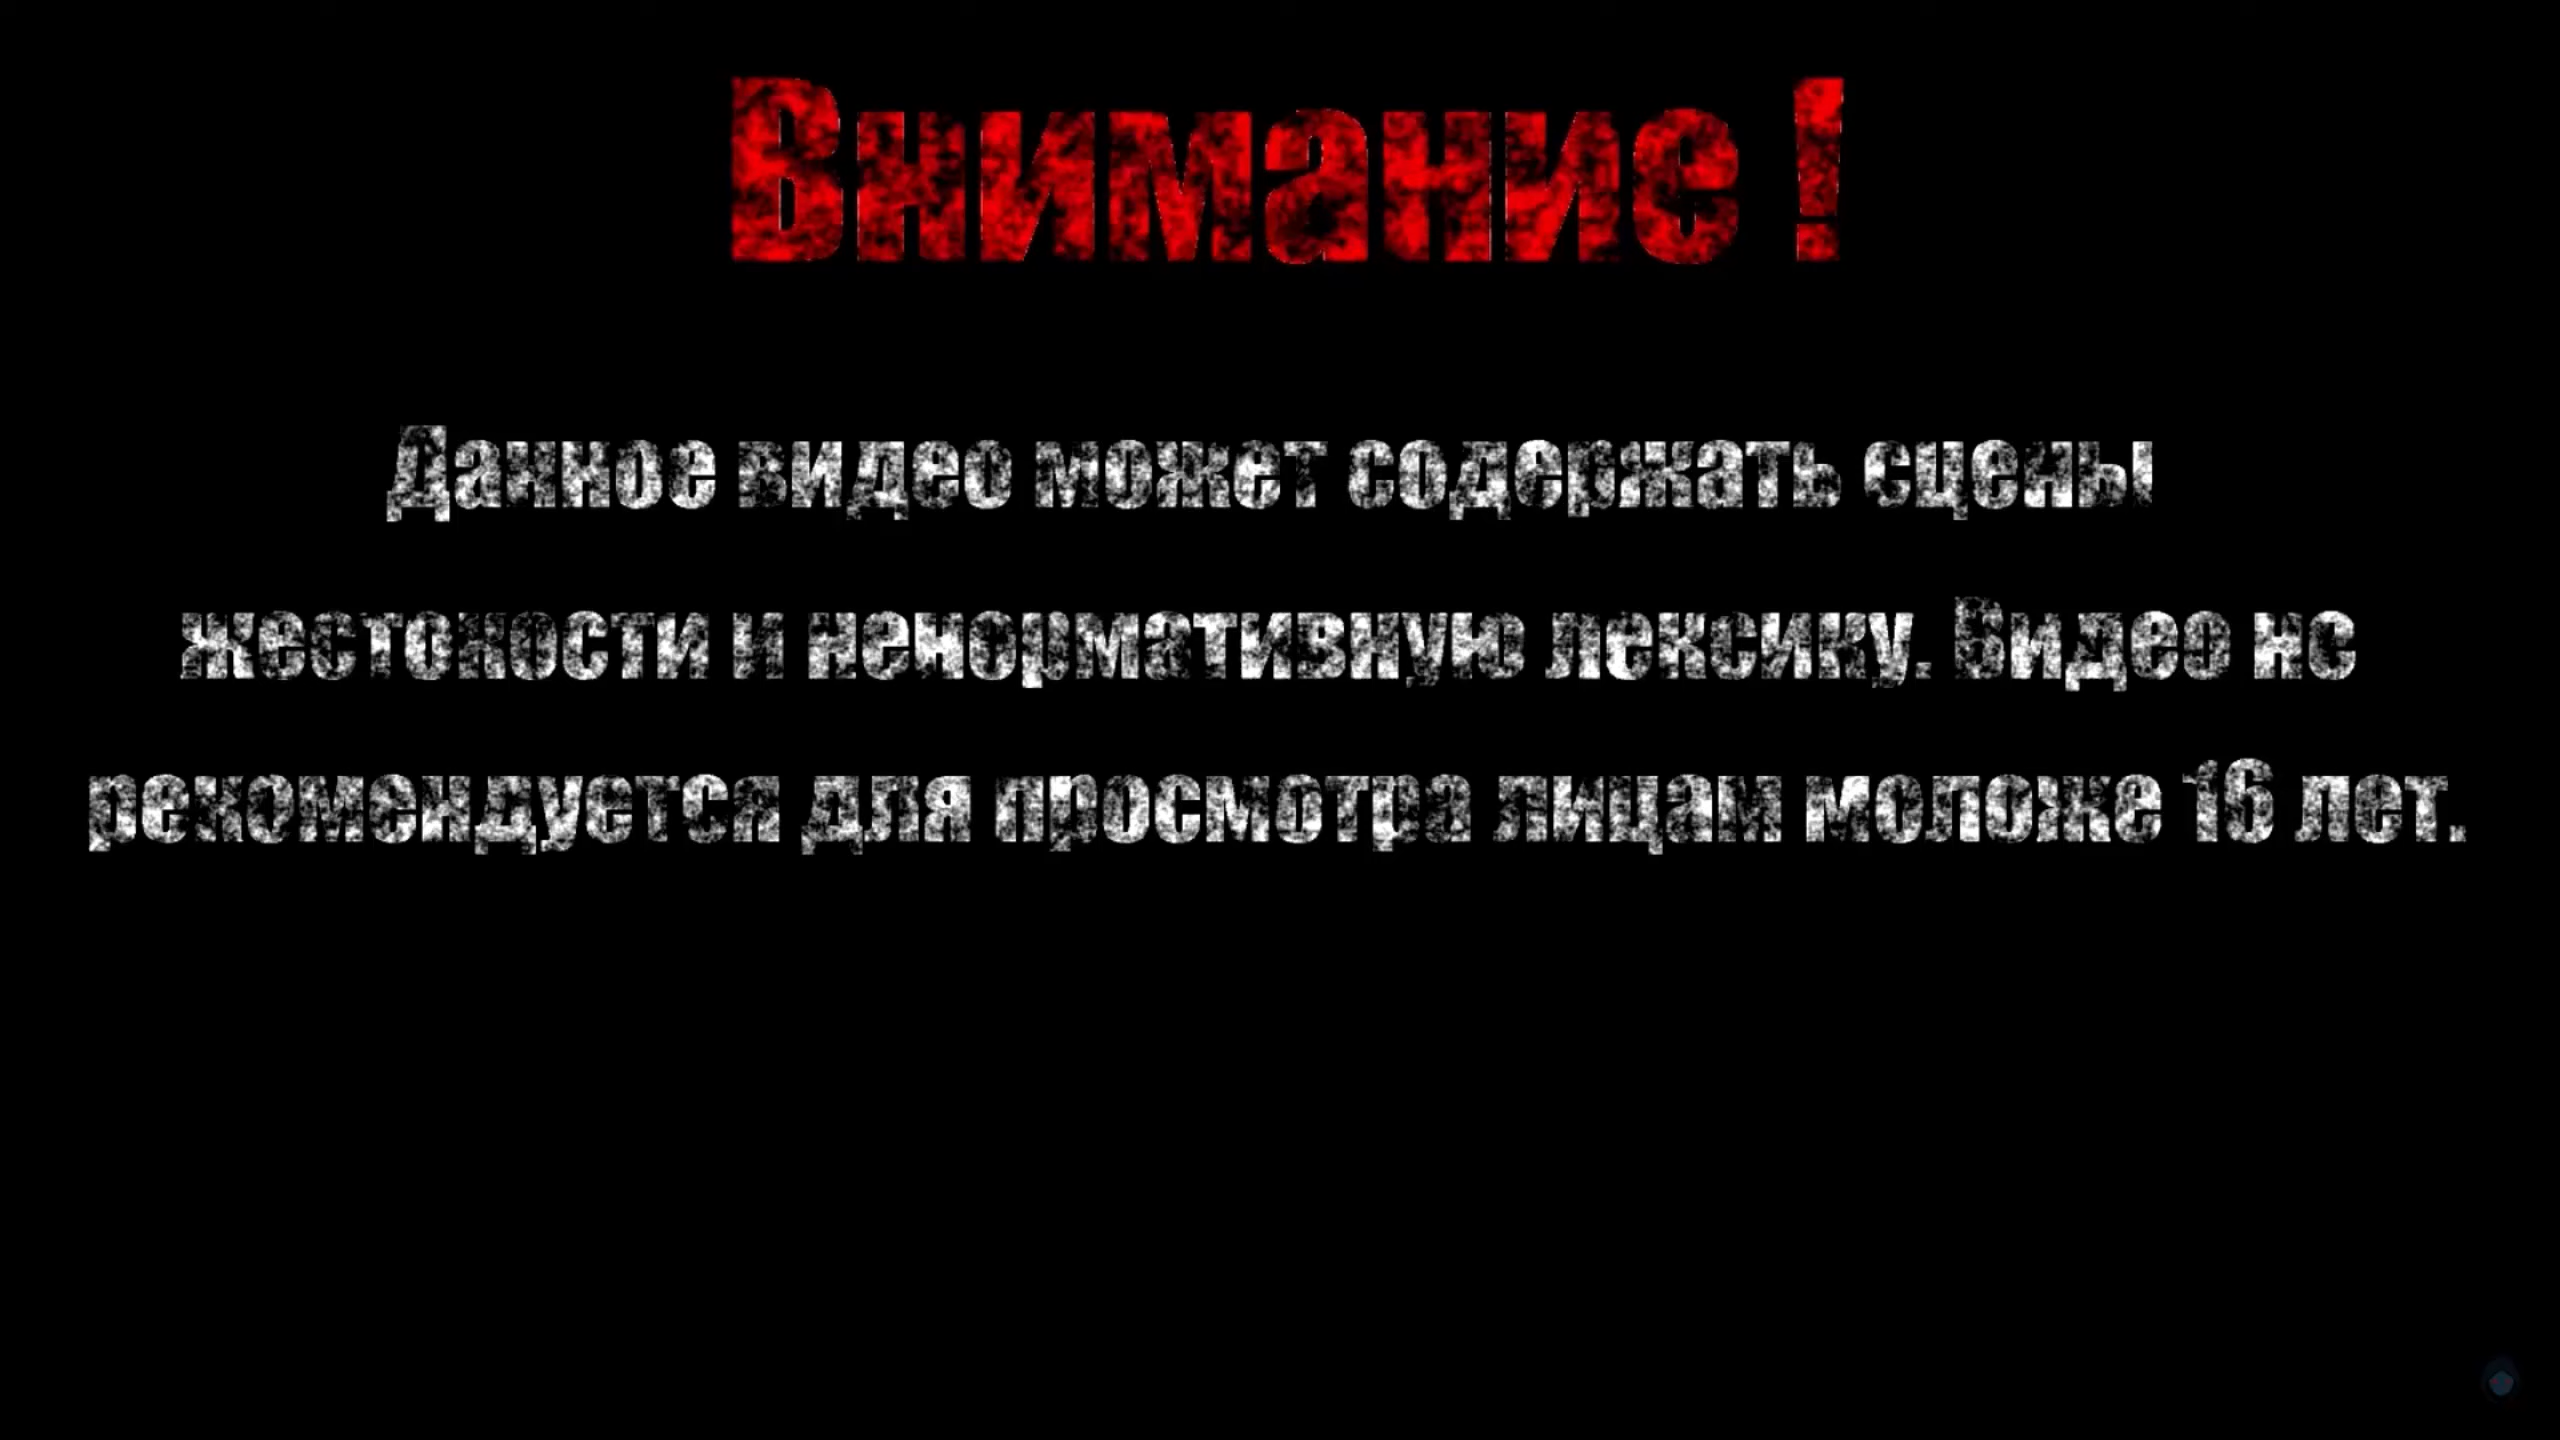 Внимание !
Данное видео может содержать сцены
жестокости и ненормативную лексику. Видео не
рекомендуется для просмотра лицам моложе 16 лет.